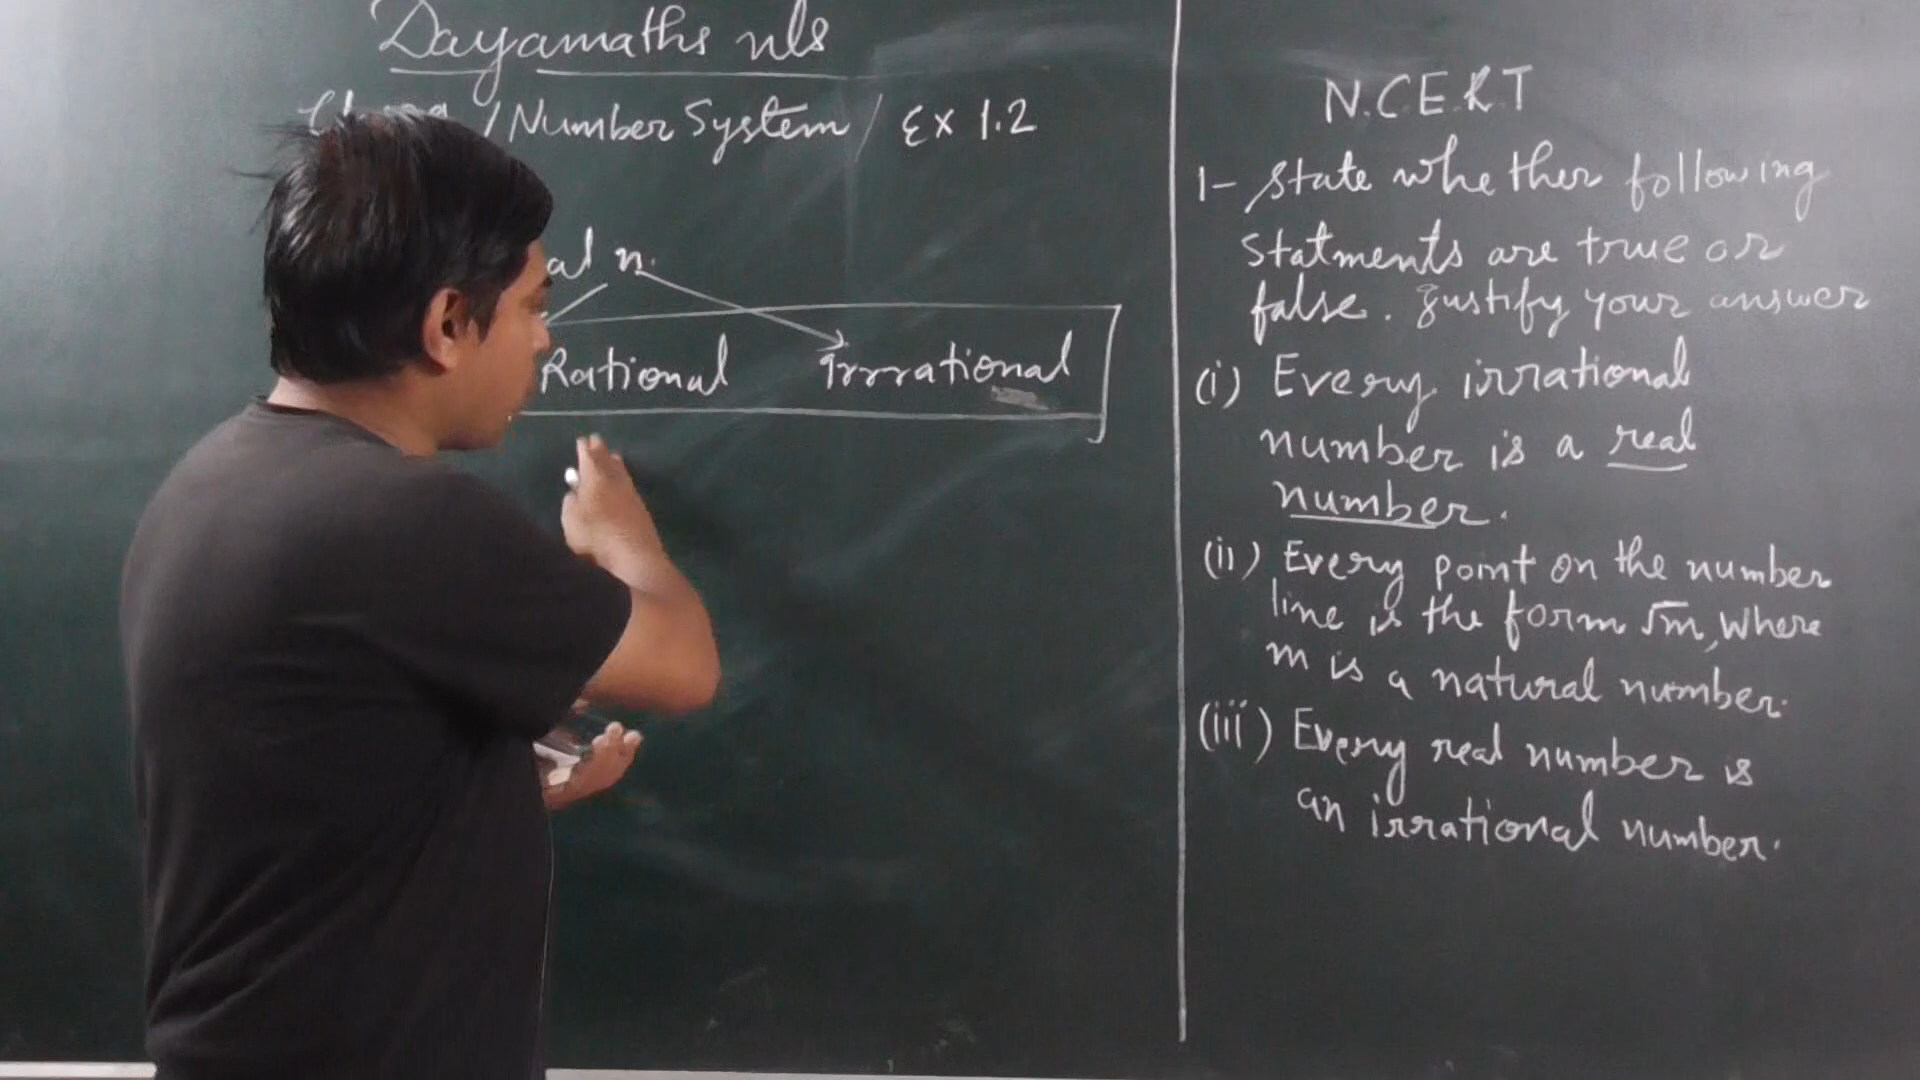 Dayamaths nls
/ Number System / Ex 1.2
al n.
Rational Irrrational
N.C.E.R.T
1- State whether following
Statments are true or
false. Justify your answer
(i) Every irrational
number is a real
number.
(ii) Every point on the number
line is the form √m, where
m is a natural number.
(iii) Every real number is
an irrational number.